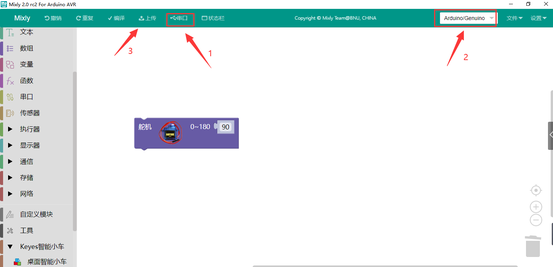 Mixly 2.0 rc2 For Arduino AVR
Mixly 撤销 重做 编译 上传 串口 状态栏 Copyright © Mixly Team@BNU, CHINA Arduino/Genuino 文件 设置
3
1
2
文本
数组
变量
函数
串口
传感器
执行器
显示器
通信
存储
网络
自定义模块
工具
Keyes智能小车
桌面智能小车
舵机 0~180 90